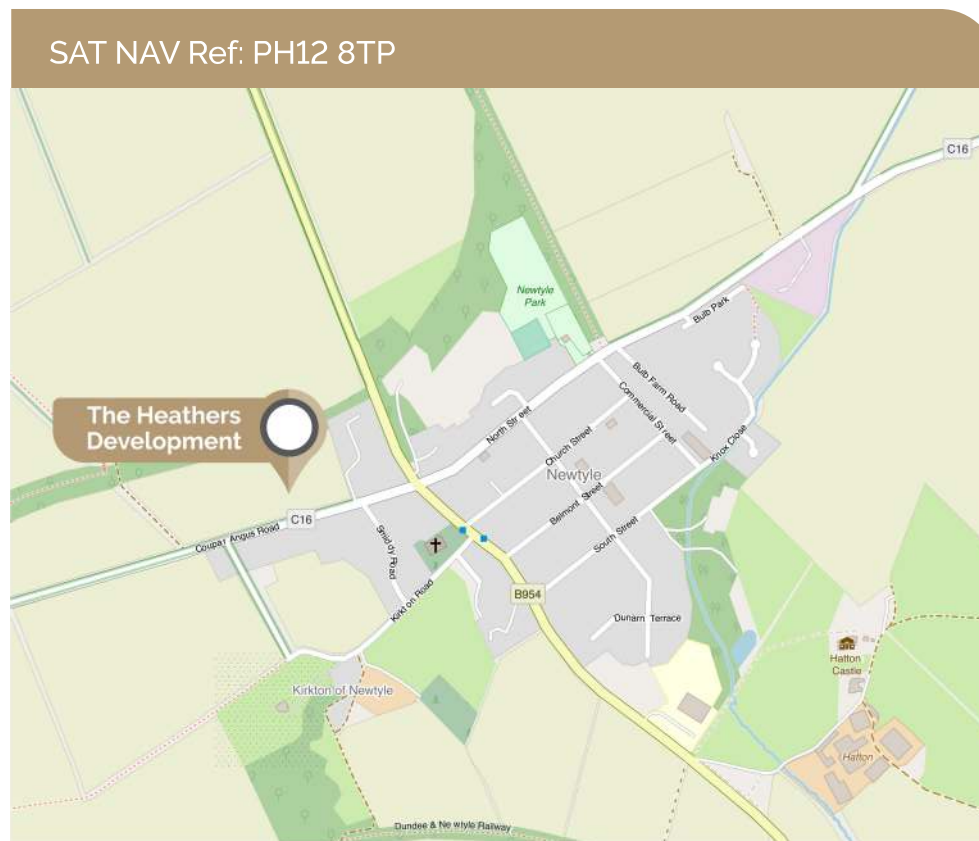 SAT NAV Ref: PH12 8TP
C16
Newtyle
Park
Bulb Park
Bulb Farm Road
Commercial Street
The Heathers
Development
North Street
Church Street
Knox Close
Newtyle
Belmont Street
C16
South Street
Coupar Angus Road
Smiddy Road
Kirkton Road
B954
Dunarn Terrace
Hatton
Castle
Kirkton of Newtyle
Hatton
Dundee & Newtyle Railway